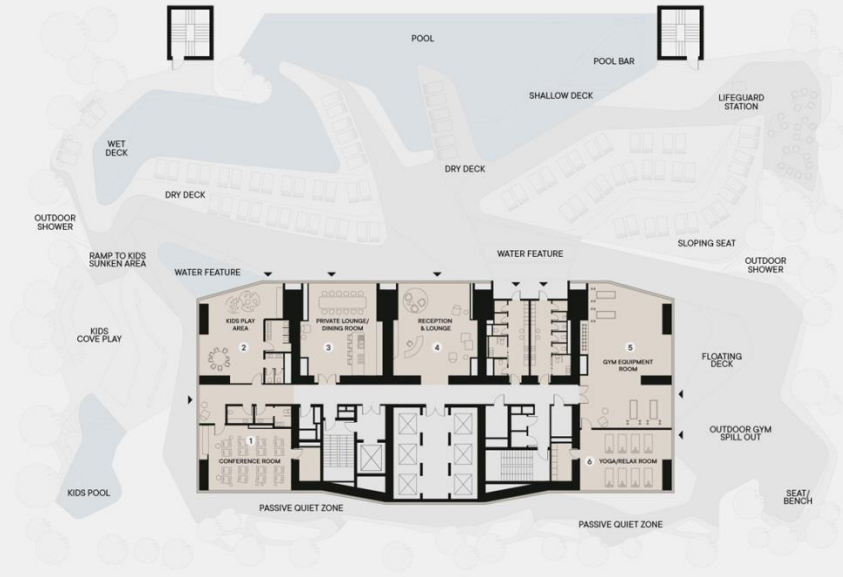 POOL
POOL BAR
SHALLOW DECK
LIFEGUARD
STATION
WET
DECK
DRY DECK
DRY DECK
OUTDOOR
SHOWER
SLOPING SEAT
RAMP TO KIDS
SUNKEN AREA
WATER FEATURE
WATER FEATURE
OUTDOOR
SHOWER
KIDS
COVE PLAY
KIDS PLAY
AREA
2
PRIVATE LOUNGE/
DINING ROOM
3
RECEPTION
& LOUNGE
4
5
GYM EQUIPMENT
ROOM
FLOATING
DECK
OUTDOOR GYM
SPILL OUT
1
CONFERENCE ROOM
6
YOGA/RELAX ROOM
KIDS POOL
SEAT/
BENCH
PASSIVE QUIET ZONE
PASSIVE QUIET ZONE